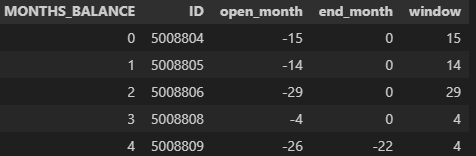 MONTHS_BALANCE ID open_month end_month window
0 5008804 -15 0 15
1 5008805 -14 0 14
2 5008806 -29 0 29
3 5008808 -4 0 4
4 5008809 -26 -22 4